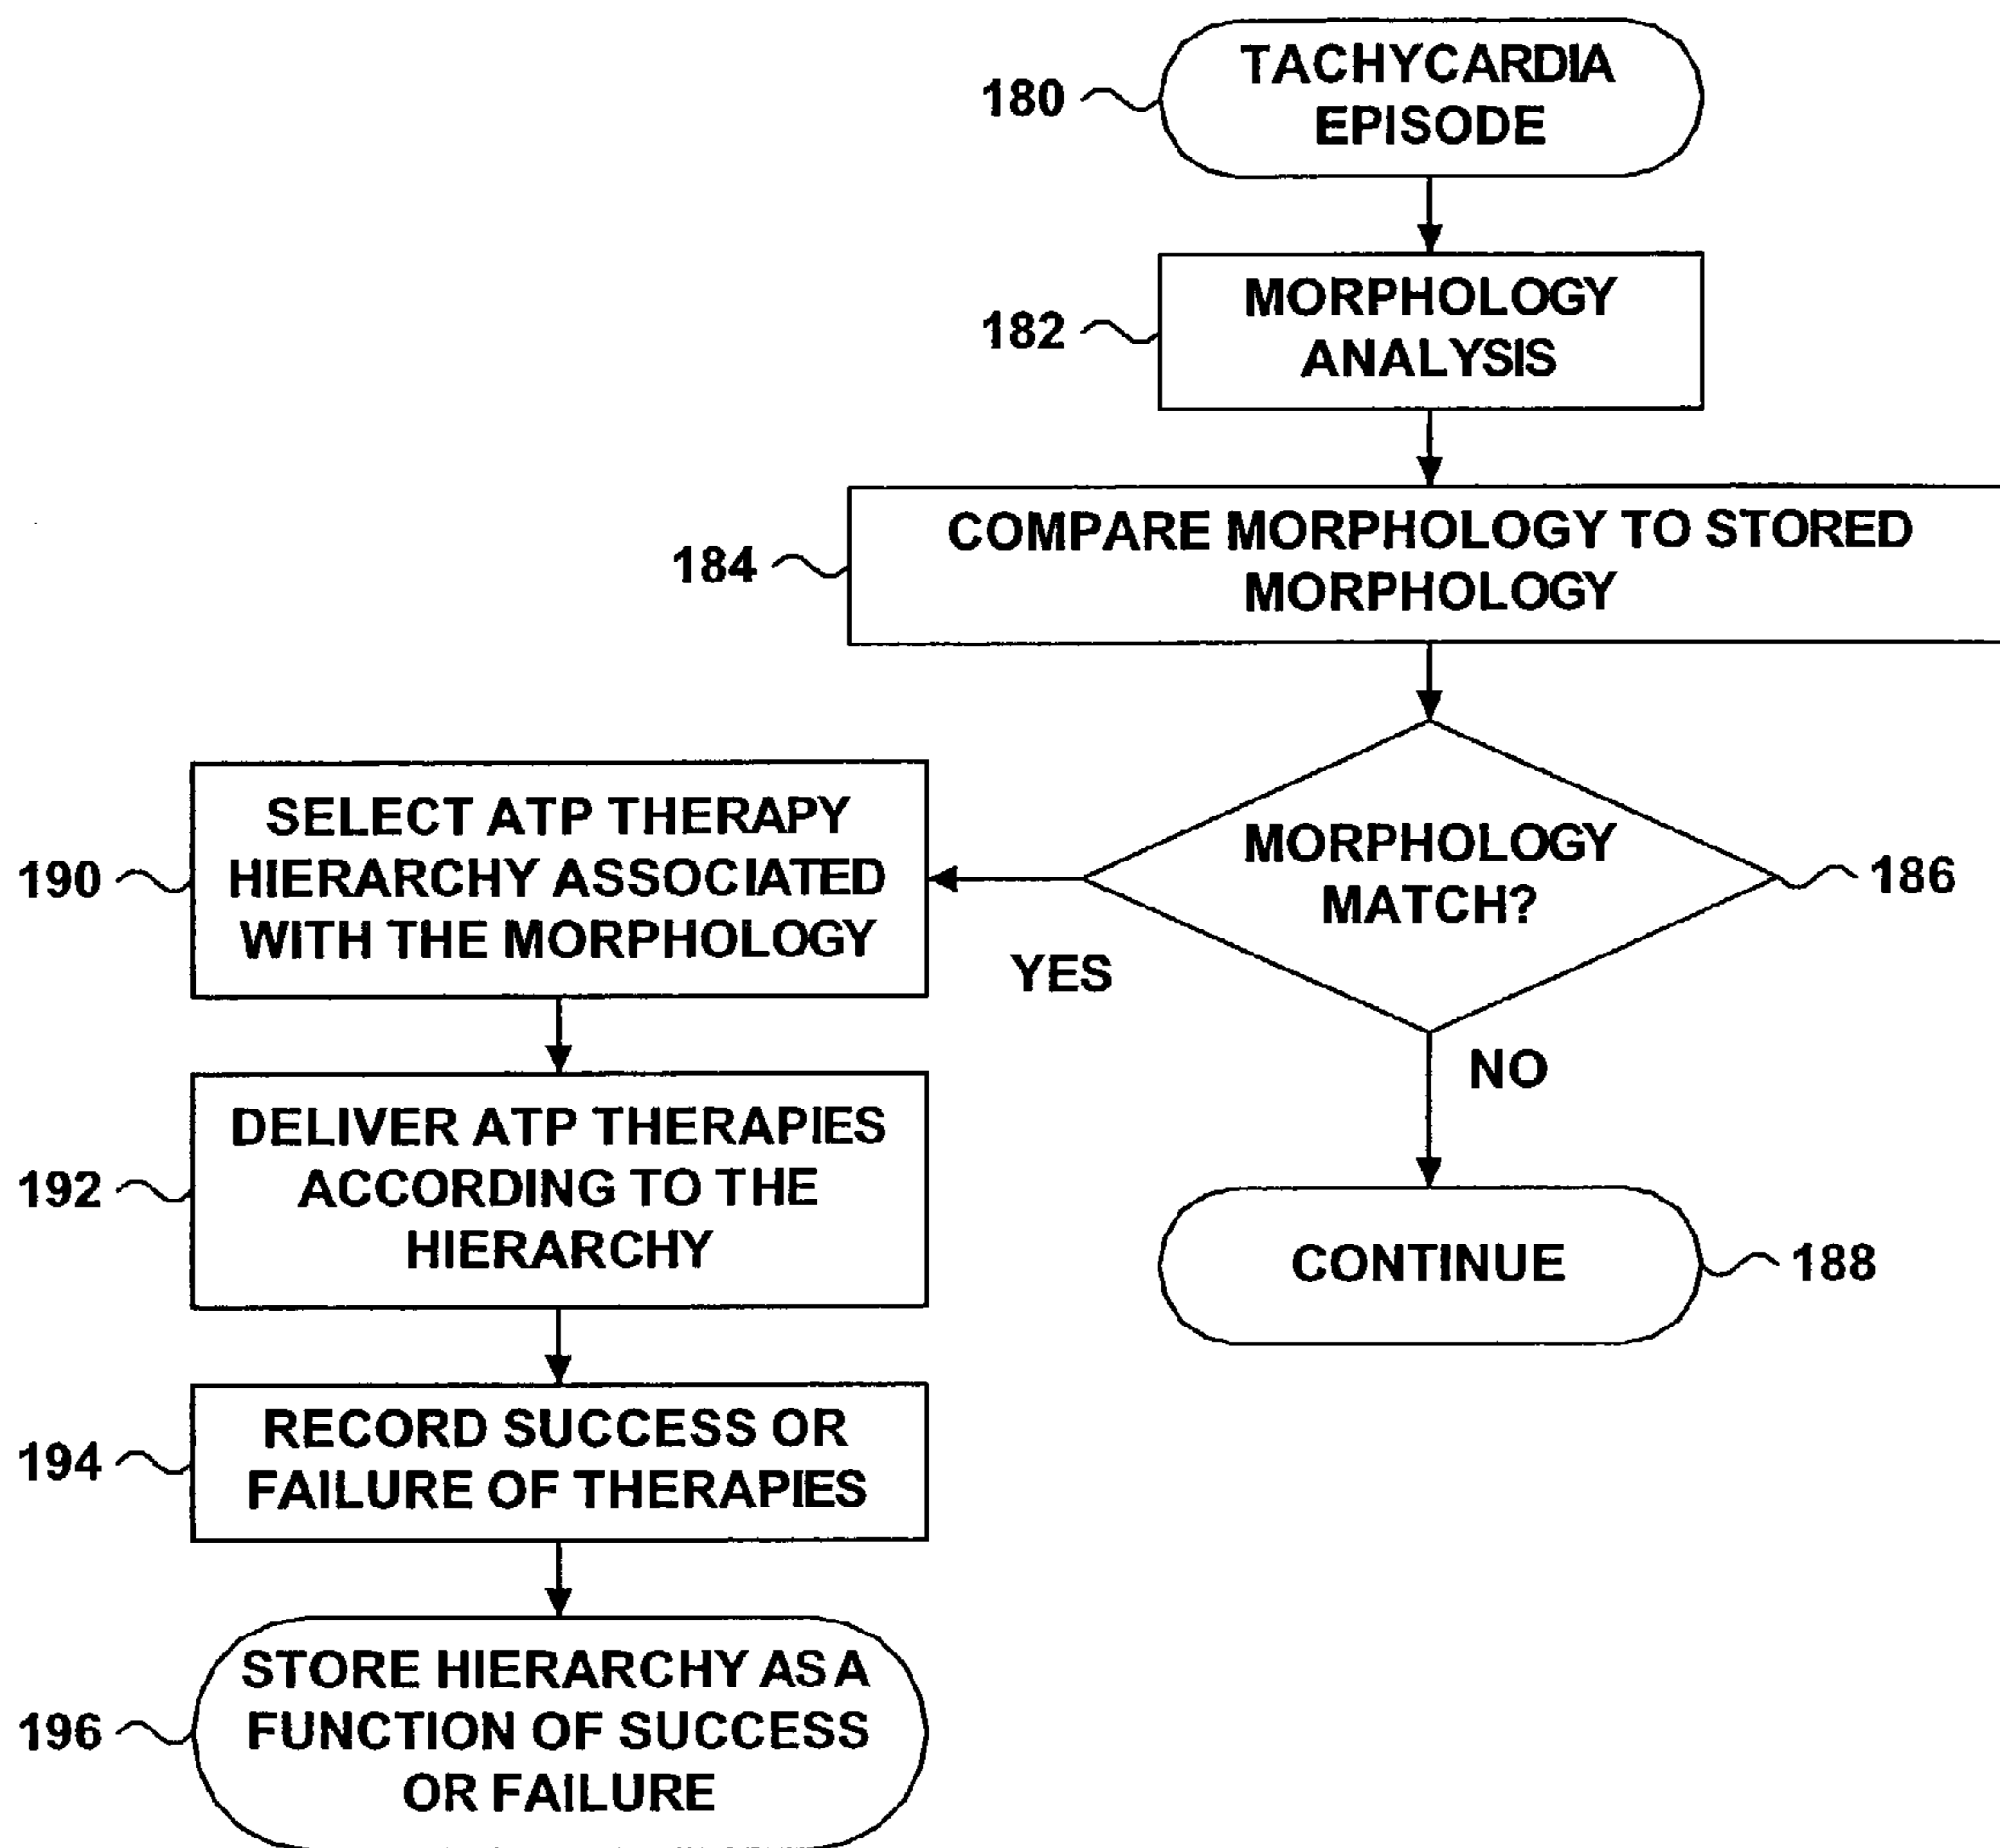 TACHYCARDIA
EPISODE
180
MORPHOLOGY
ANALYSIS
182
COMPARE MORPHOLOGY TO STORED
MORPHOLOGY
184
MORPHOLOGY
MATCH?
186
YES
NO
CONTINUE
188
SELECT ATP THERAPY
HIERARCHY ASSOCIATED
WITH THE MORPHOLOGY
190
DELIVER ATP THERAPIES
ACCORDING TO THE
HIERARCHY
192
RECORD SUCCESS OR
FAILURE OF THERAPIES
194
STORE HIERARCHY AS A
FUNCTION OF SUCCESS
OR FAILURE
196